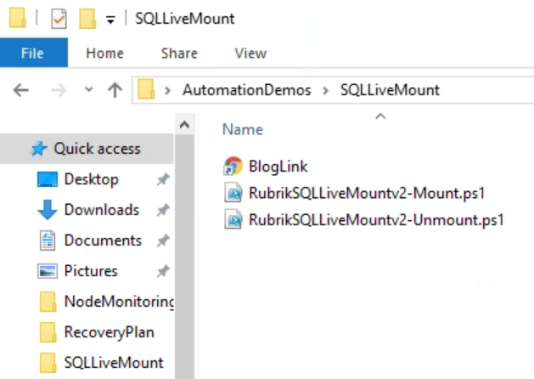 SQLLiveMount
File Home Share View
AutomationDemos SQLLiveMount
Quick access
Desktop
Downloads
Documents
Pictures
NodeMonitoring
RecoveryPlan
SQLLiveMount
Name
BlogLink
RubrikSQLLiveMountv2-Mount.ps1
RubrikSQLLiveMountv2-Unmount.ps1